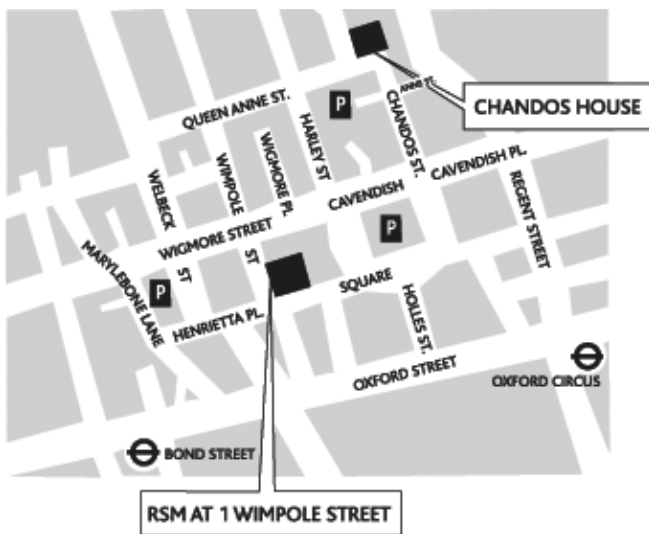 QUEEN ANNE ST.
P
ANNE ST.
CHANDOS HOUSE
HARLEY ST
CHANDOS ST.
WIGMORE PL
WIMPOLE
ST
WELBECK
ST
CAVENDISH
CAVENDISH PL.
REGENT STREET
WIGMORE STREET
P
MARYLEBONE LANE
P
SQUARE
HENRIETTA PL.
HOLLES ST.
OXFORD STREET
OXFORD CIRCUS
BOND STREET
RSM AT 1 WIMPOLE STREET